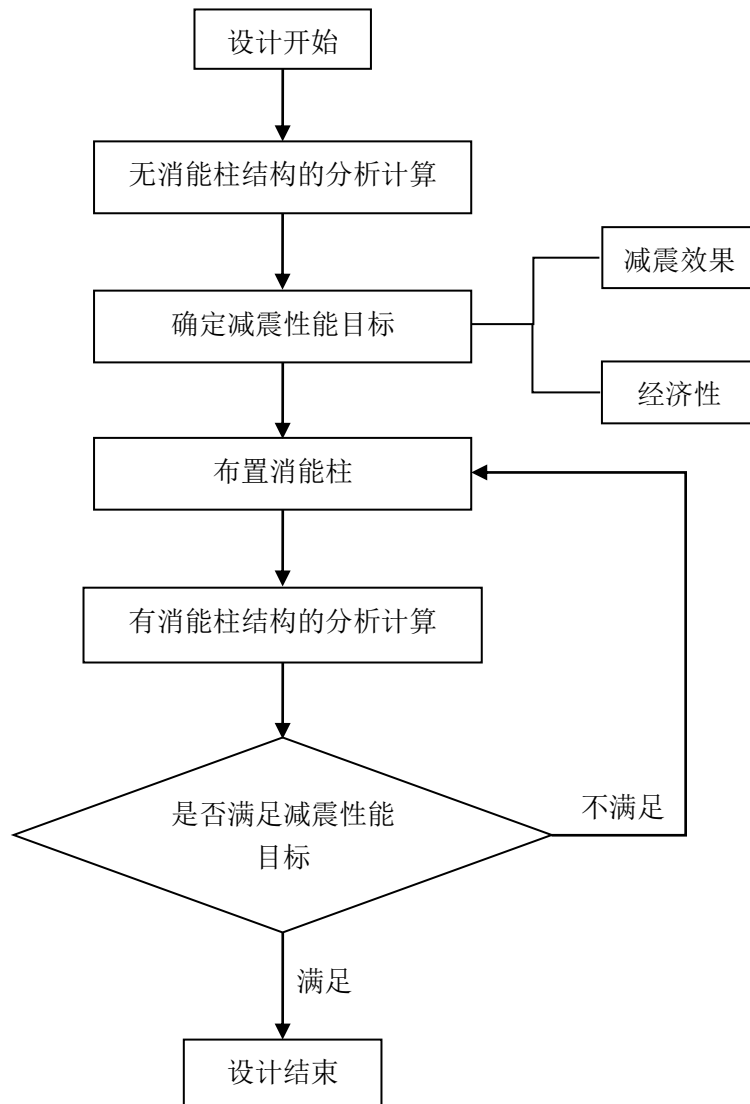 设计开始
无消能柱结构的分析计算
减震效果
确定减震性能目标
经济性
布置消能柱
有消能柱结构的分析计算
不满足
是否满足减震性能
目标
满足
设计结束